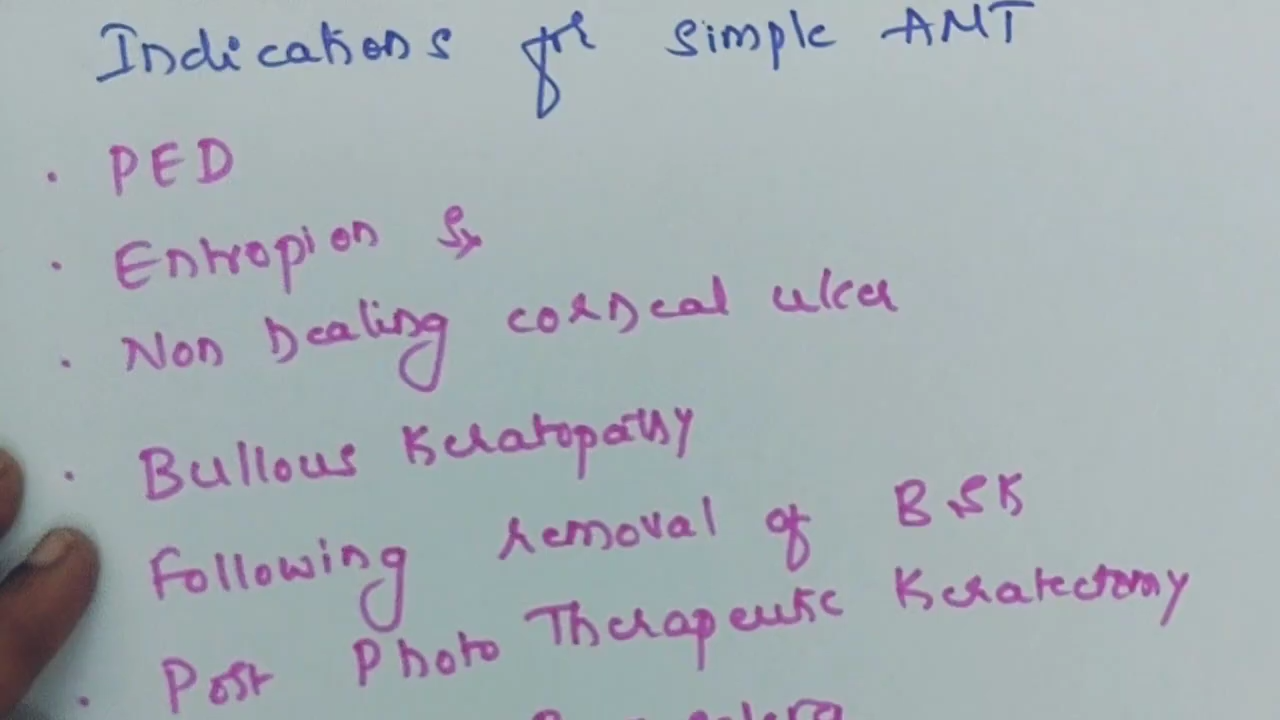 Indications for simple AMT
. PED
. Entropion Sx
. Non healing corneal ulcer
. Bullous Keratopathy
Following removal of BSK
. Post Photo Therapeutic Keratectomy